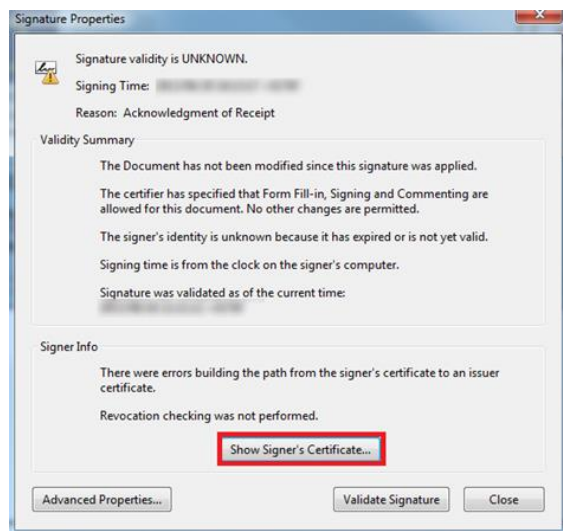 Signature Properties
Signature validity is UNKNOWN.
Signing Time:
Reason: Acknowledgment of Receipt
Validity Summary
The Document has not been modified since this signature was applied.
The certifier has specified that Form Fill-in, Signing and Commenting are
allowed for this document. No other changes are permitted.
The signer's identity is unknown because it has expired or is not yet valid.
Signing time is from the clock on the signer's computer.
Signature was validated as of the current time:
Signer Info
There were errors building the path from the signer's certificate to an issuer
certificate.
Revocation checking was not performed.
Show Signer's Certificate...
Advanced Properties...
Validate Signature
Close